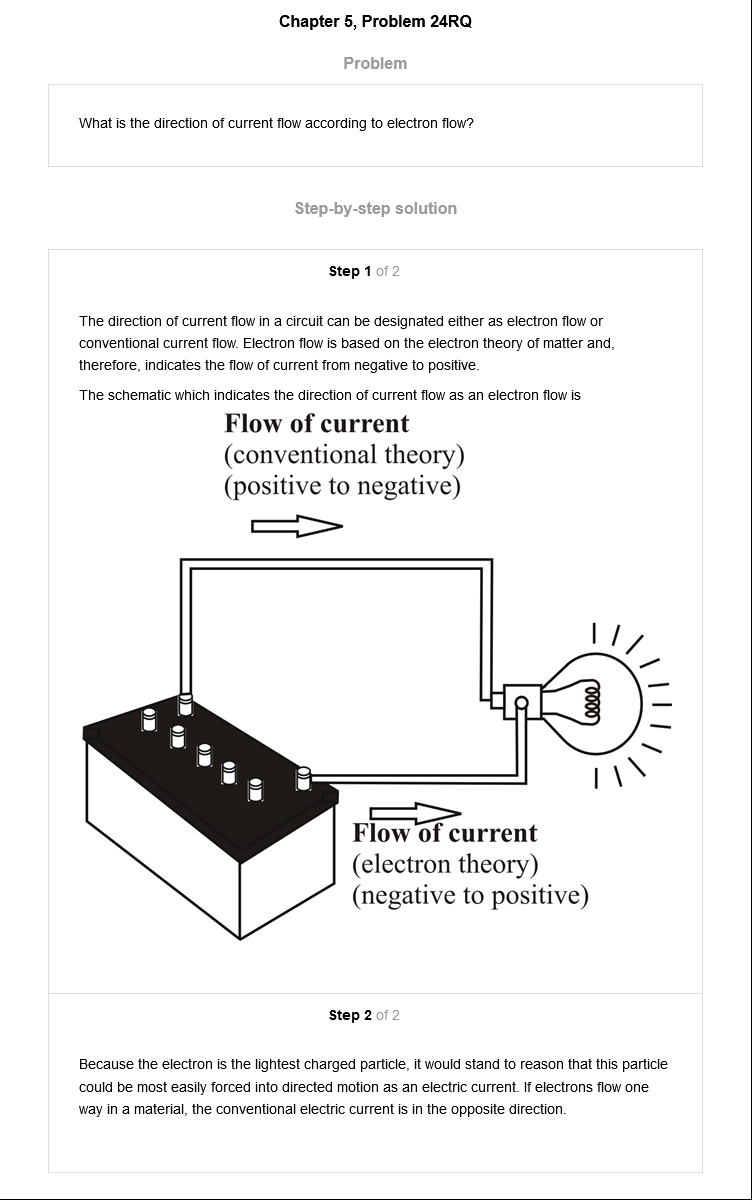 Chapter 5, Problem 24RQ
Problem
What is the direction of current flow according to electron flow?
Step-by-step solution
Step 1 of 2
The direction of current flow in a circuit can be designated either as electron flow or
conventional current flow. Electron flow is based on the electron theory of matter and,
therefore, indicates the flow of current from negative to positive.
The schematic which indicates the direction of current flow as an electron flow is
Flow of current
(conventional theory)
(positive to negative)
Flow of current
(electron theory)
(negative to positive)
Step 2 of 2
Because the electron is the lightest charged particle, it would stand to reason that this particle
could be most easily forced into directed motion as an electric current. If electrons flow one
way in a material, the conventional electric current is in the opposite direction.